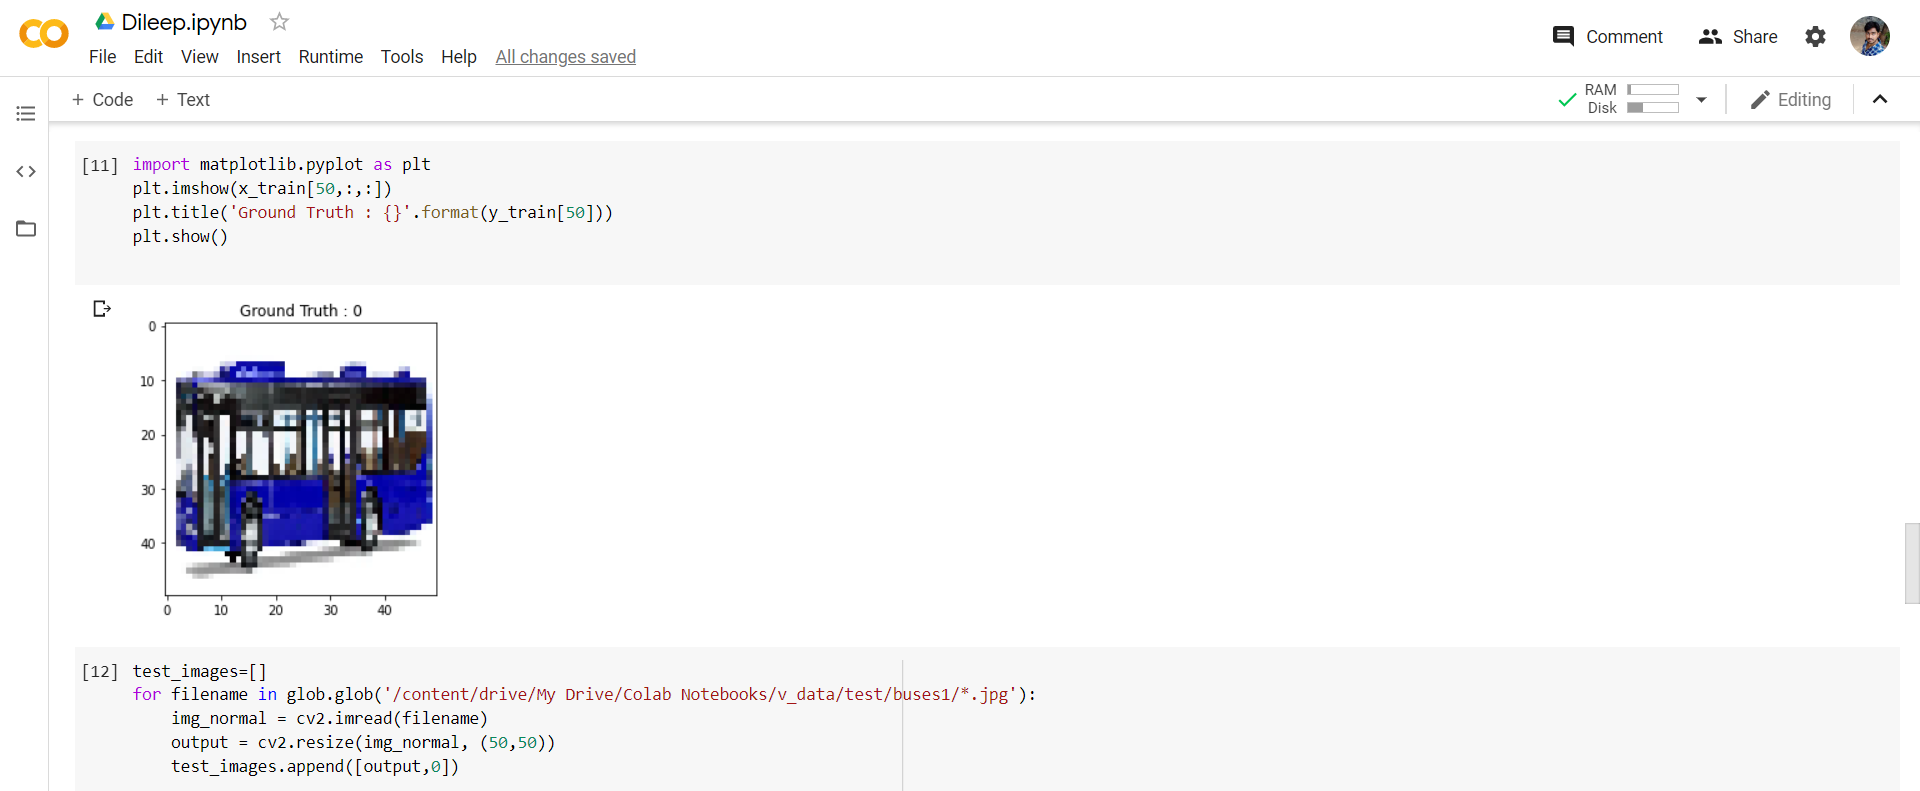 Dileep.ipynb
File Edit View Insert Runtime Tools Help All changes saved
Comment Share
+ Code + Text
RAM
Disk
Editing
[11] import matplotlib.pyplot as plt
plt.imshow(x_train[50,:,:])
plt.title('Ground Truth : {}'.format(y_train[50]))
plt.show()
Ground Truth : 0
0
10
20
30
40
0 10 20 30 40
[12] test_images=[]
for filename in glob.glob('/content/drive/My Drive/Colab Notebooks/v_data/test/buses1/*.jpg'):
    img_normal = cv2.imread(filename)
    output = cv2.resize(img_normal, (50,50))
    test_images.append([output,0])